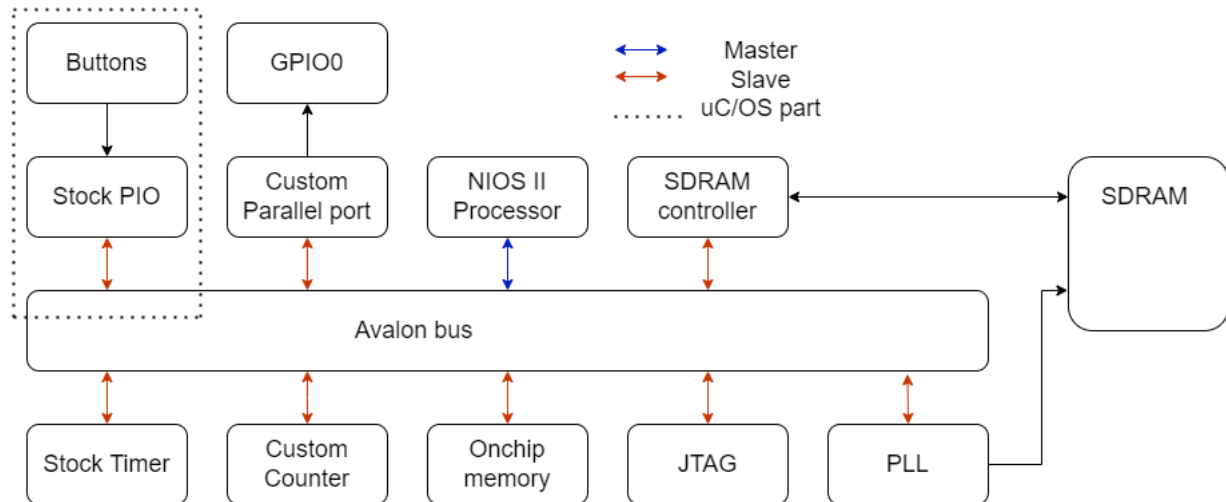 Buttons
GPIO0
Master
Slave
uC/OS part
Stock PIO
Custom
Parallel port
NIOS II
Processor
SDRAM
controller
SDRAM
Avalon bus
Stock Timer
Custom
Counter
Onchip
memory
JTAG
PLL